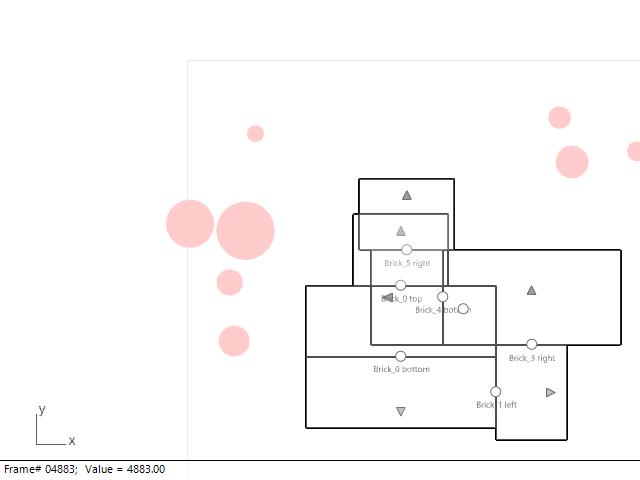 Brick_5 right
Brick_0 top
Brick_4 bottom
Brick_3 right
Brick_0 bottom
Brick_1 left
y
x
Frame# 04883; Value = 4883.00